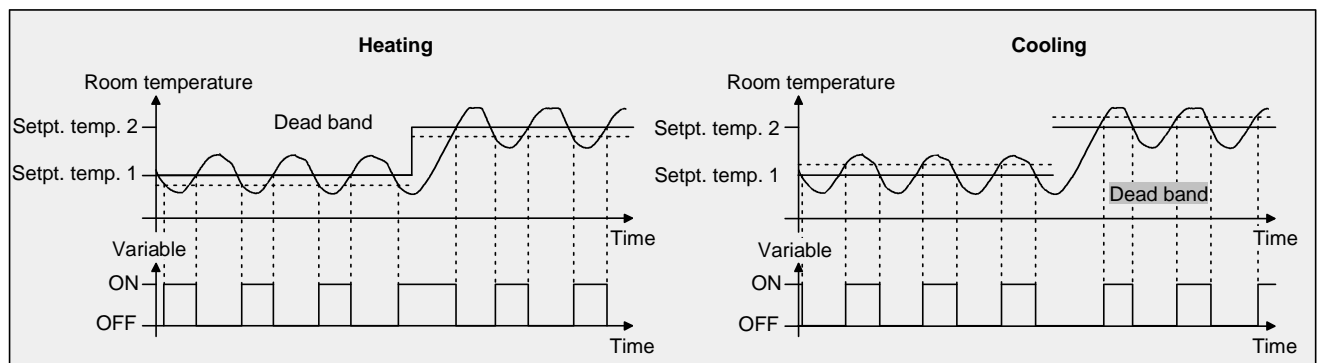 Heating
Room temperature
Dead band
Setpt. temp. 2
Setpt. temp. 1
Time
Variable
ON
OFF
Time
Cooling
Room temperature
Setpt. temp. 2
Setpt. temp. 1
Dead band
Time
Variable
ON
OFF
Time